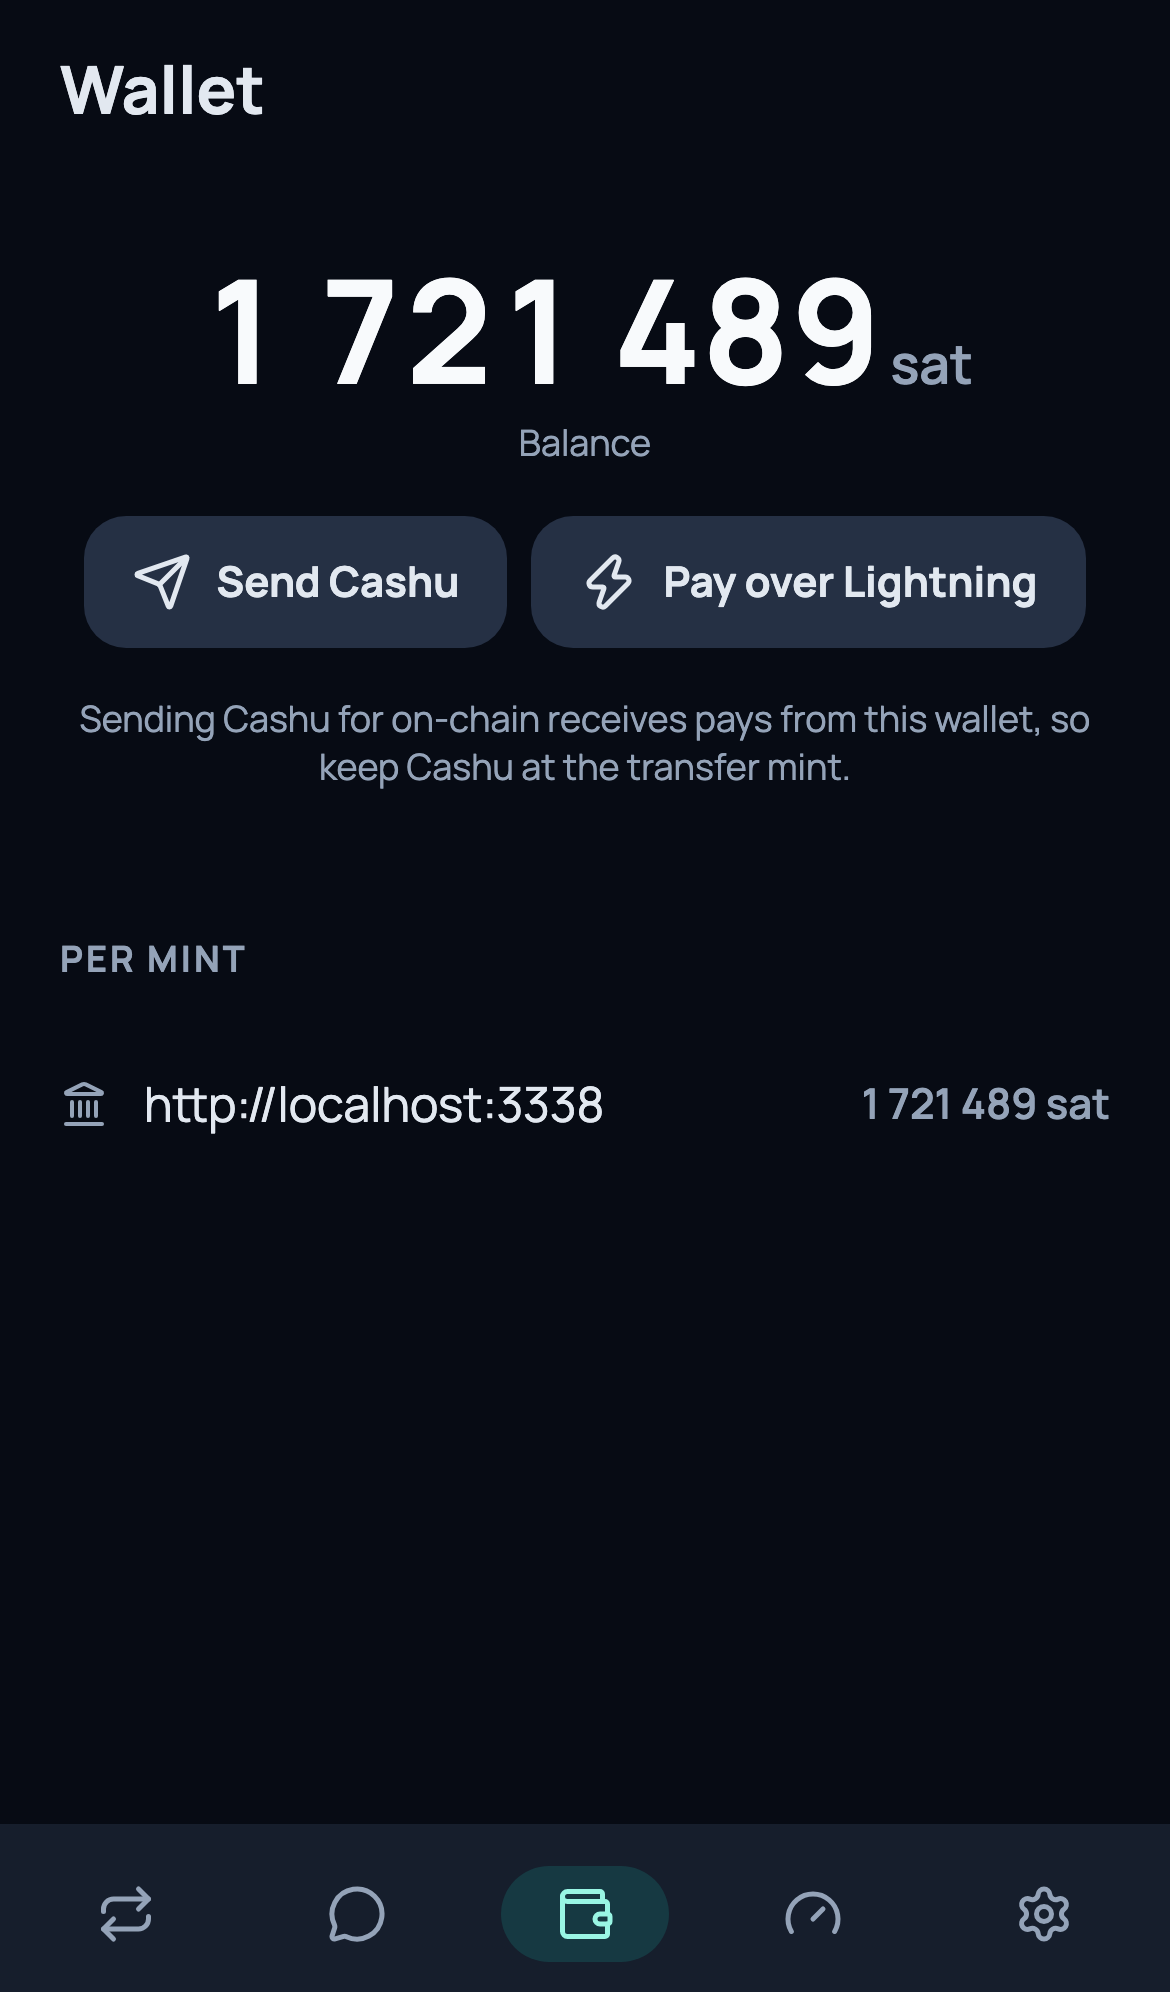 Wallet
1 721 489 sat
Balance
Send Cashu
Pay over Lightning
Sending Cashu for on-chain receives pays from this wallet, so
keep Cashu at the transfer mint.
PER MINT
http://localhost:3338
1 721 489 sat